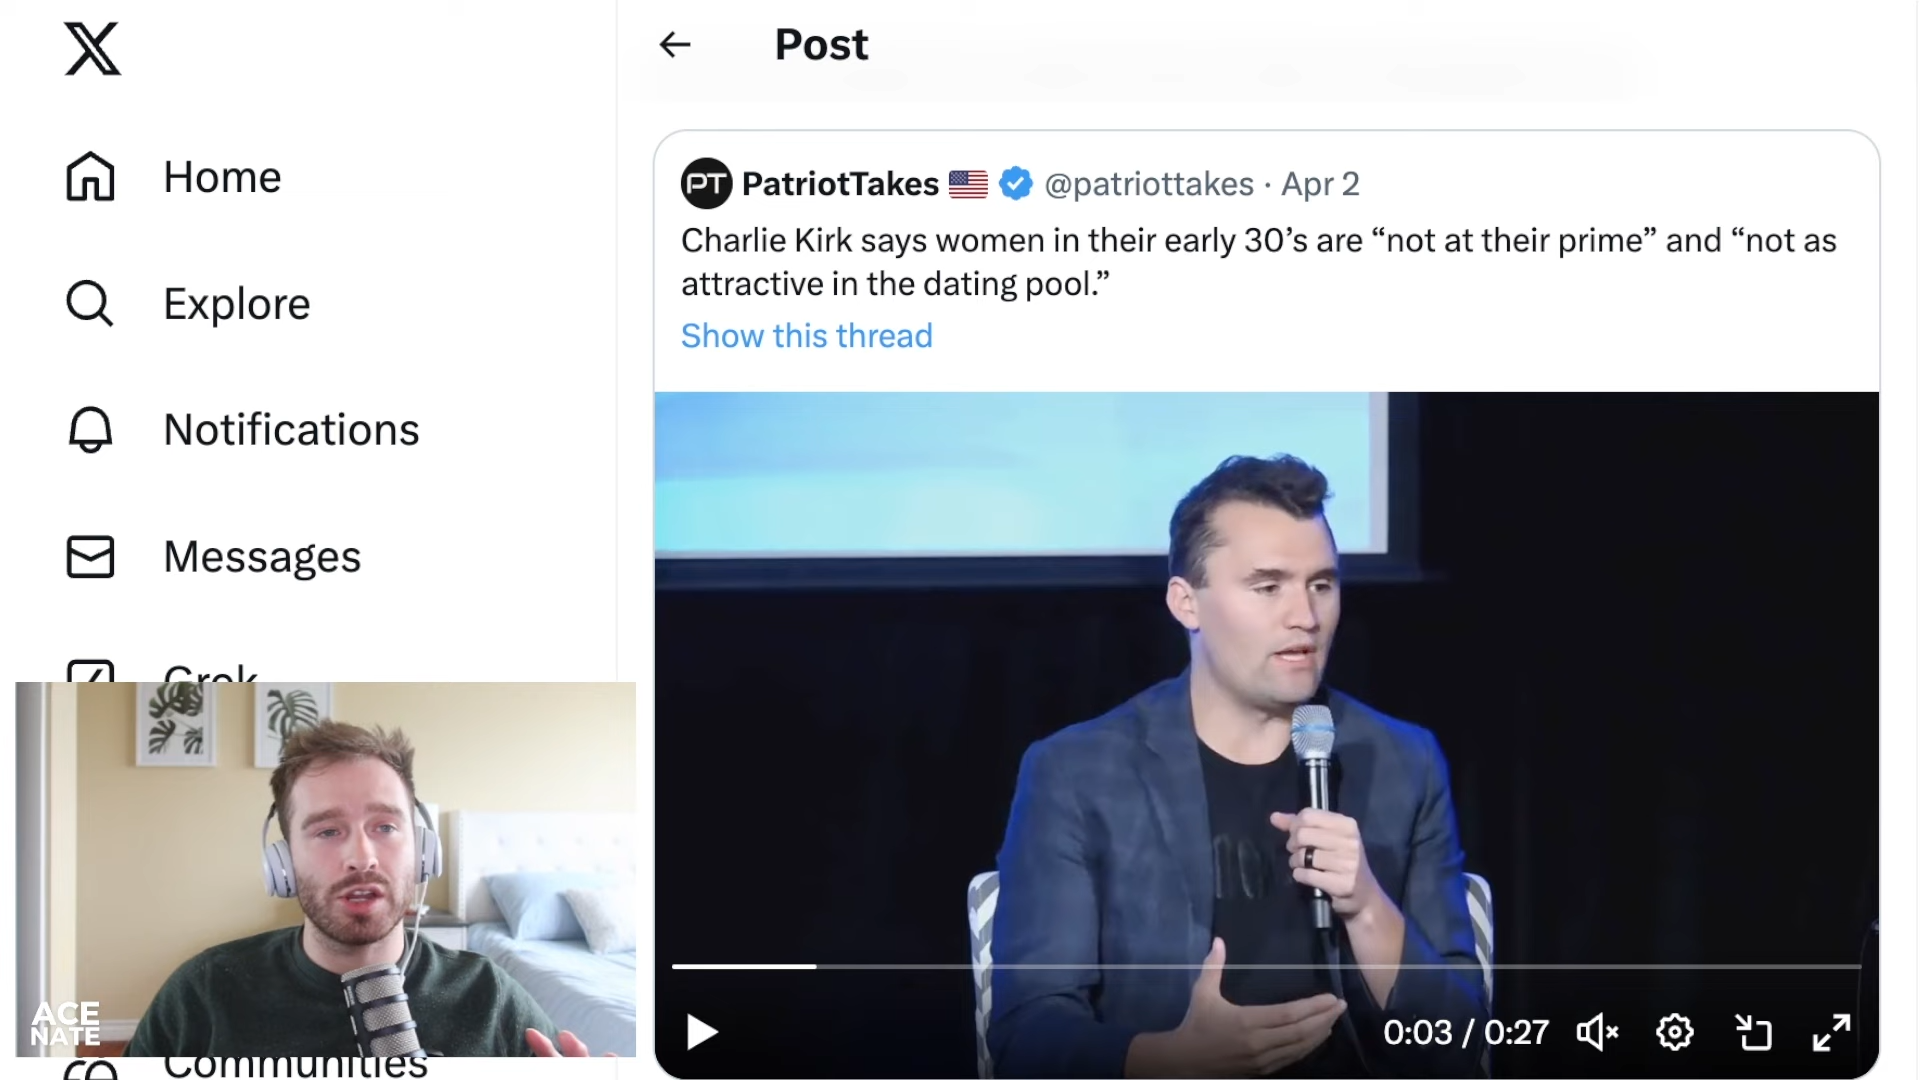 Post
Home
Explore
Notifications
Messages
Grok
Communities
PT PatriotTakes @patriottakes · Apr 2
Charlie Kirk says women in their early 30’s are “not at their prime” and “not as
attractive in the dating pool.”
Show this thread
0:03 / 0:27
ACE
NATE